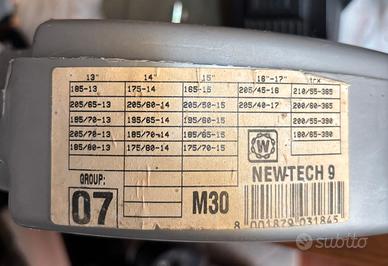 13" 14" 15" 16"-17" TRX
185-13 175-14 165-15 205/45-16 210/55-365
205/65-13 205/60-14 205/50-15 205/40-17 200/60-365
195/70-13 195/65-14 195/60-15 200/55-390
205/70-13 185/70-14 185/65-15 180/65-390
195/80-13 175/80-14 175/70-15
GROUP:
07
M30
W
NEW-TECH 9
8 001879 031845
subito